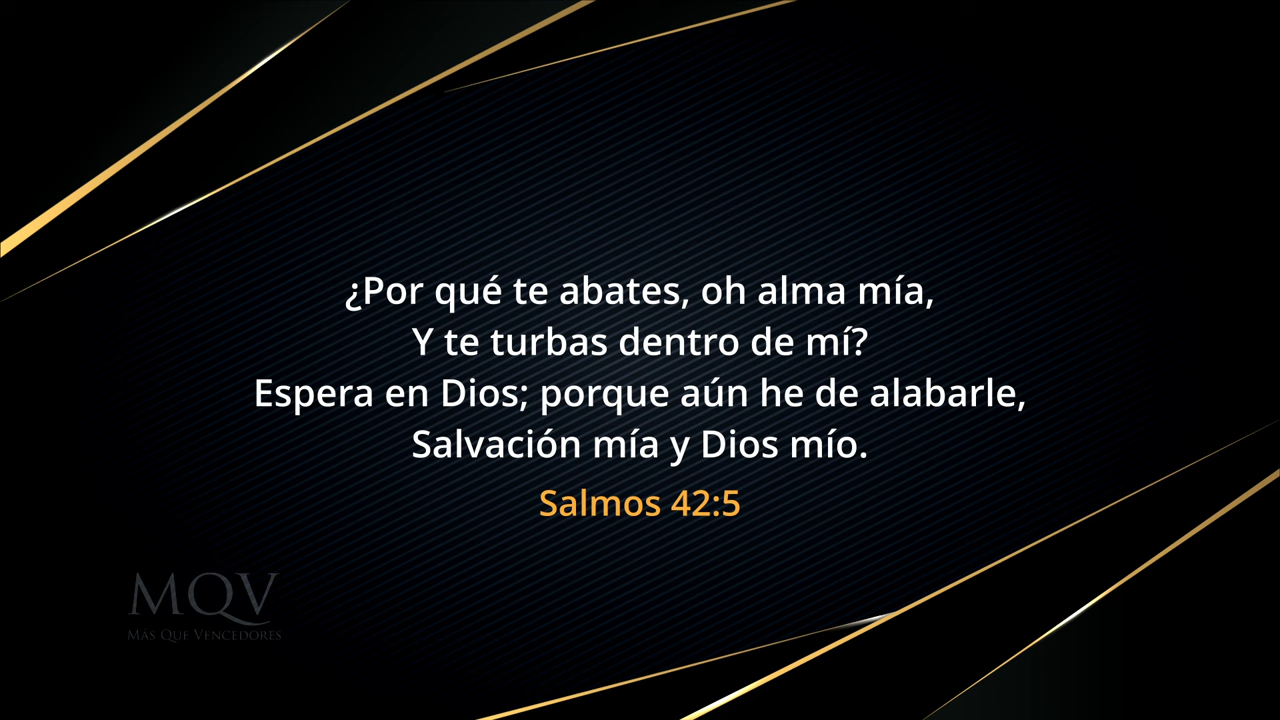 ¿Por qué te abates, oh alma mía,
Y te turbas dentro de mí?
Espera en Dios; porque aún he de alabarle,
Salvación mía y Dios mío.
Salmos 42:5
MQV
Más Que Vencedores